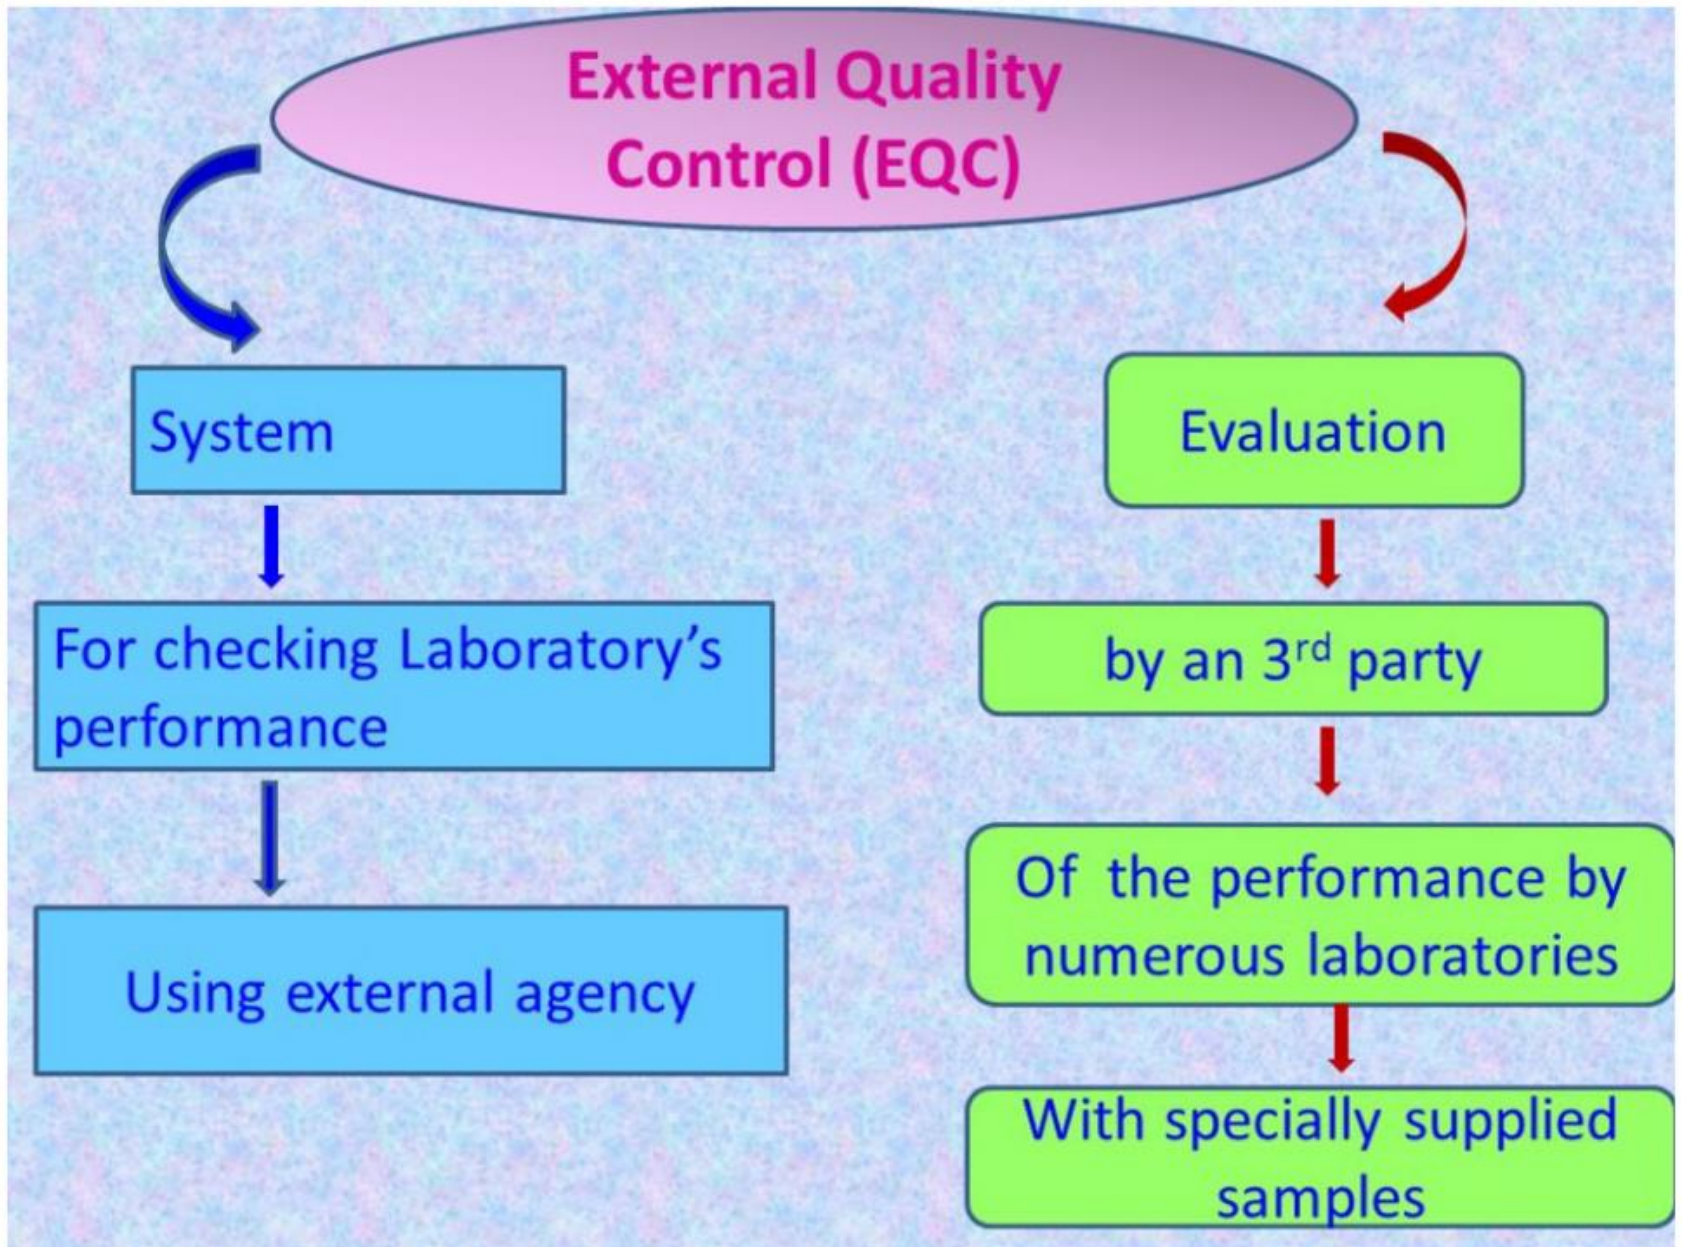 External Quality
Control (EQC)
System
For checking Laboratory's
performance
Using external agency
Evaluation
by an 3rd party
Of the performance by
numerous laboratories
With specially supplied
samples